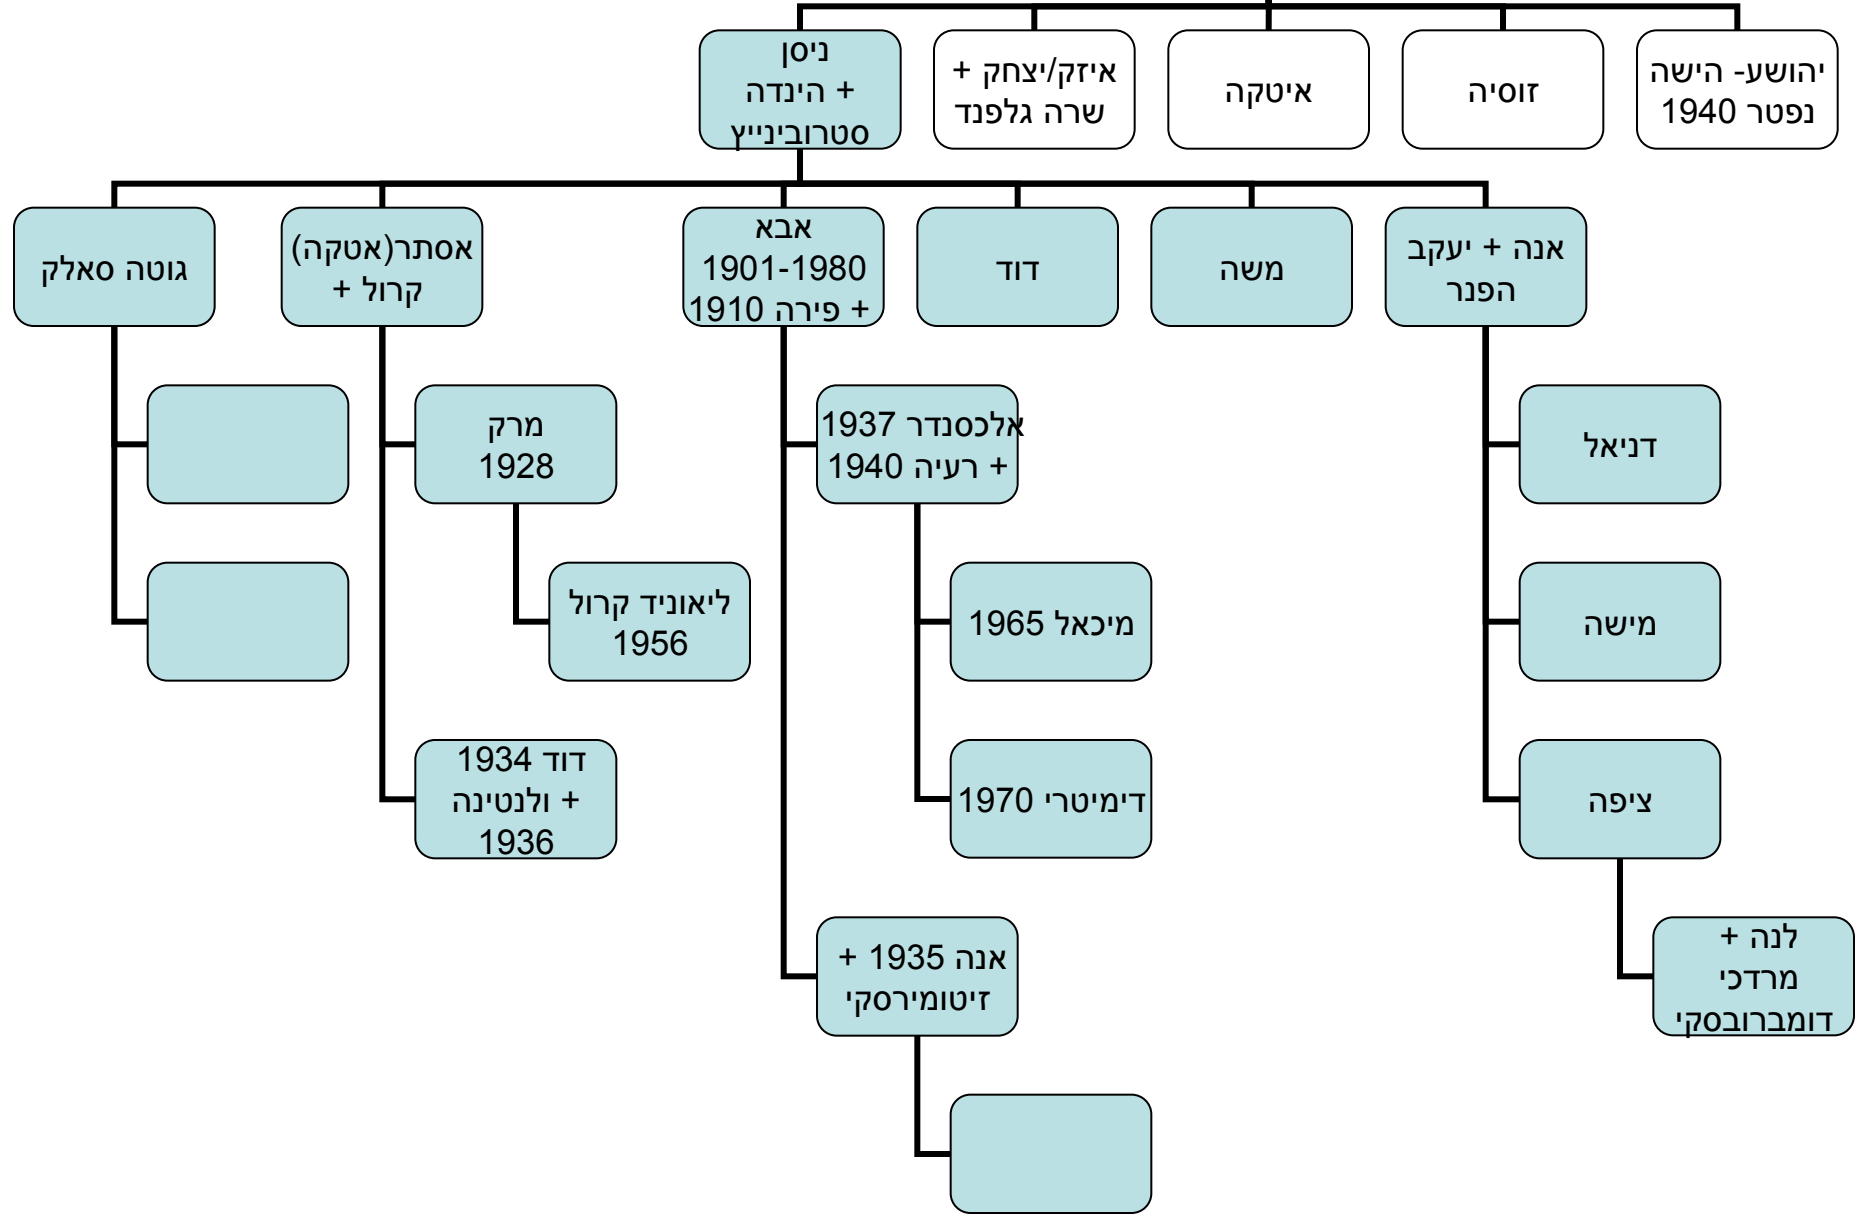 יהושע- הישה
נפטר 1940
זוסיה
איטקה
איזק/יצחק +
שרה גלפנד
ניסן
+ הינדה
סטרובינייץ
אנה + יעקב
הפנר
משה
דוד
אבא
1901-1980
+ פירה 1910
אסתר(אטקה)
קרול +
גוטה סאלק
דניאל
אלכסנדר 1937
+ רעיה 1940
מרק
1928
מישה
מיכאל 1965
ליאוניד קרול
1956
ציפה
דימיטרי 1970
דוד 1934
+ ולנטינה
1936
לנה +
מרדכי
דומברובסקי
אנה 1935 +
זיטומירסקי